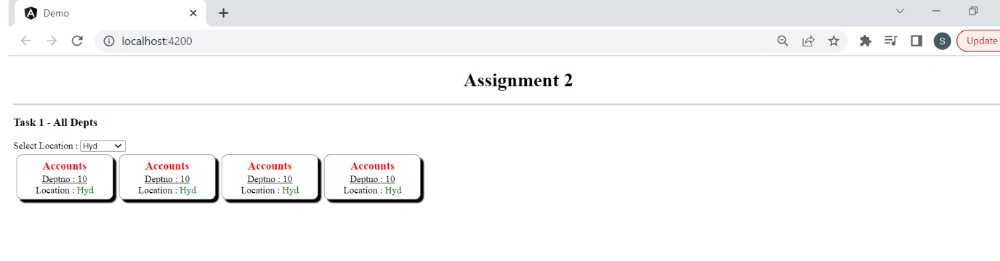 Demo
localhost:4200
S
Update
Assignment 2
Task 1 - All Depts
Select Location : Hyd
Accounts Accounts Accounts Accounts
Deptno : 10 Deptno : 10 Deptno : 10 Deptno : 10
Location : Hyd Location : Hyd Location : Hyd Location : Hyd